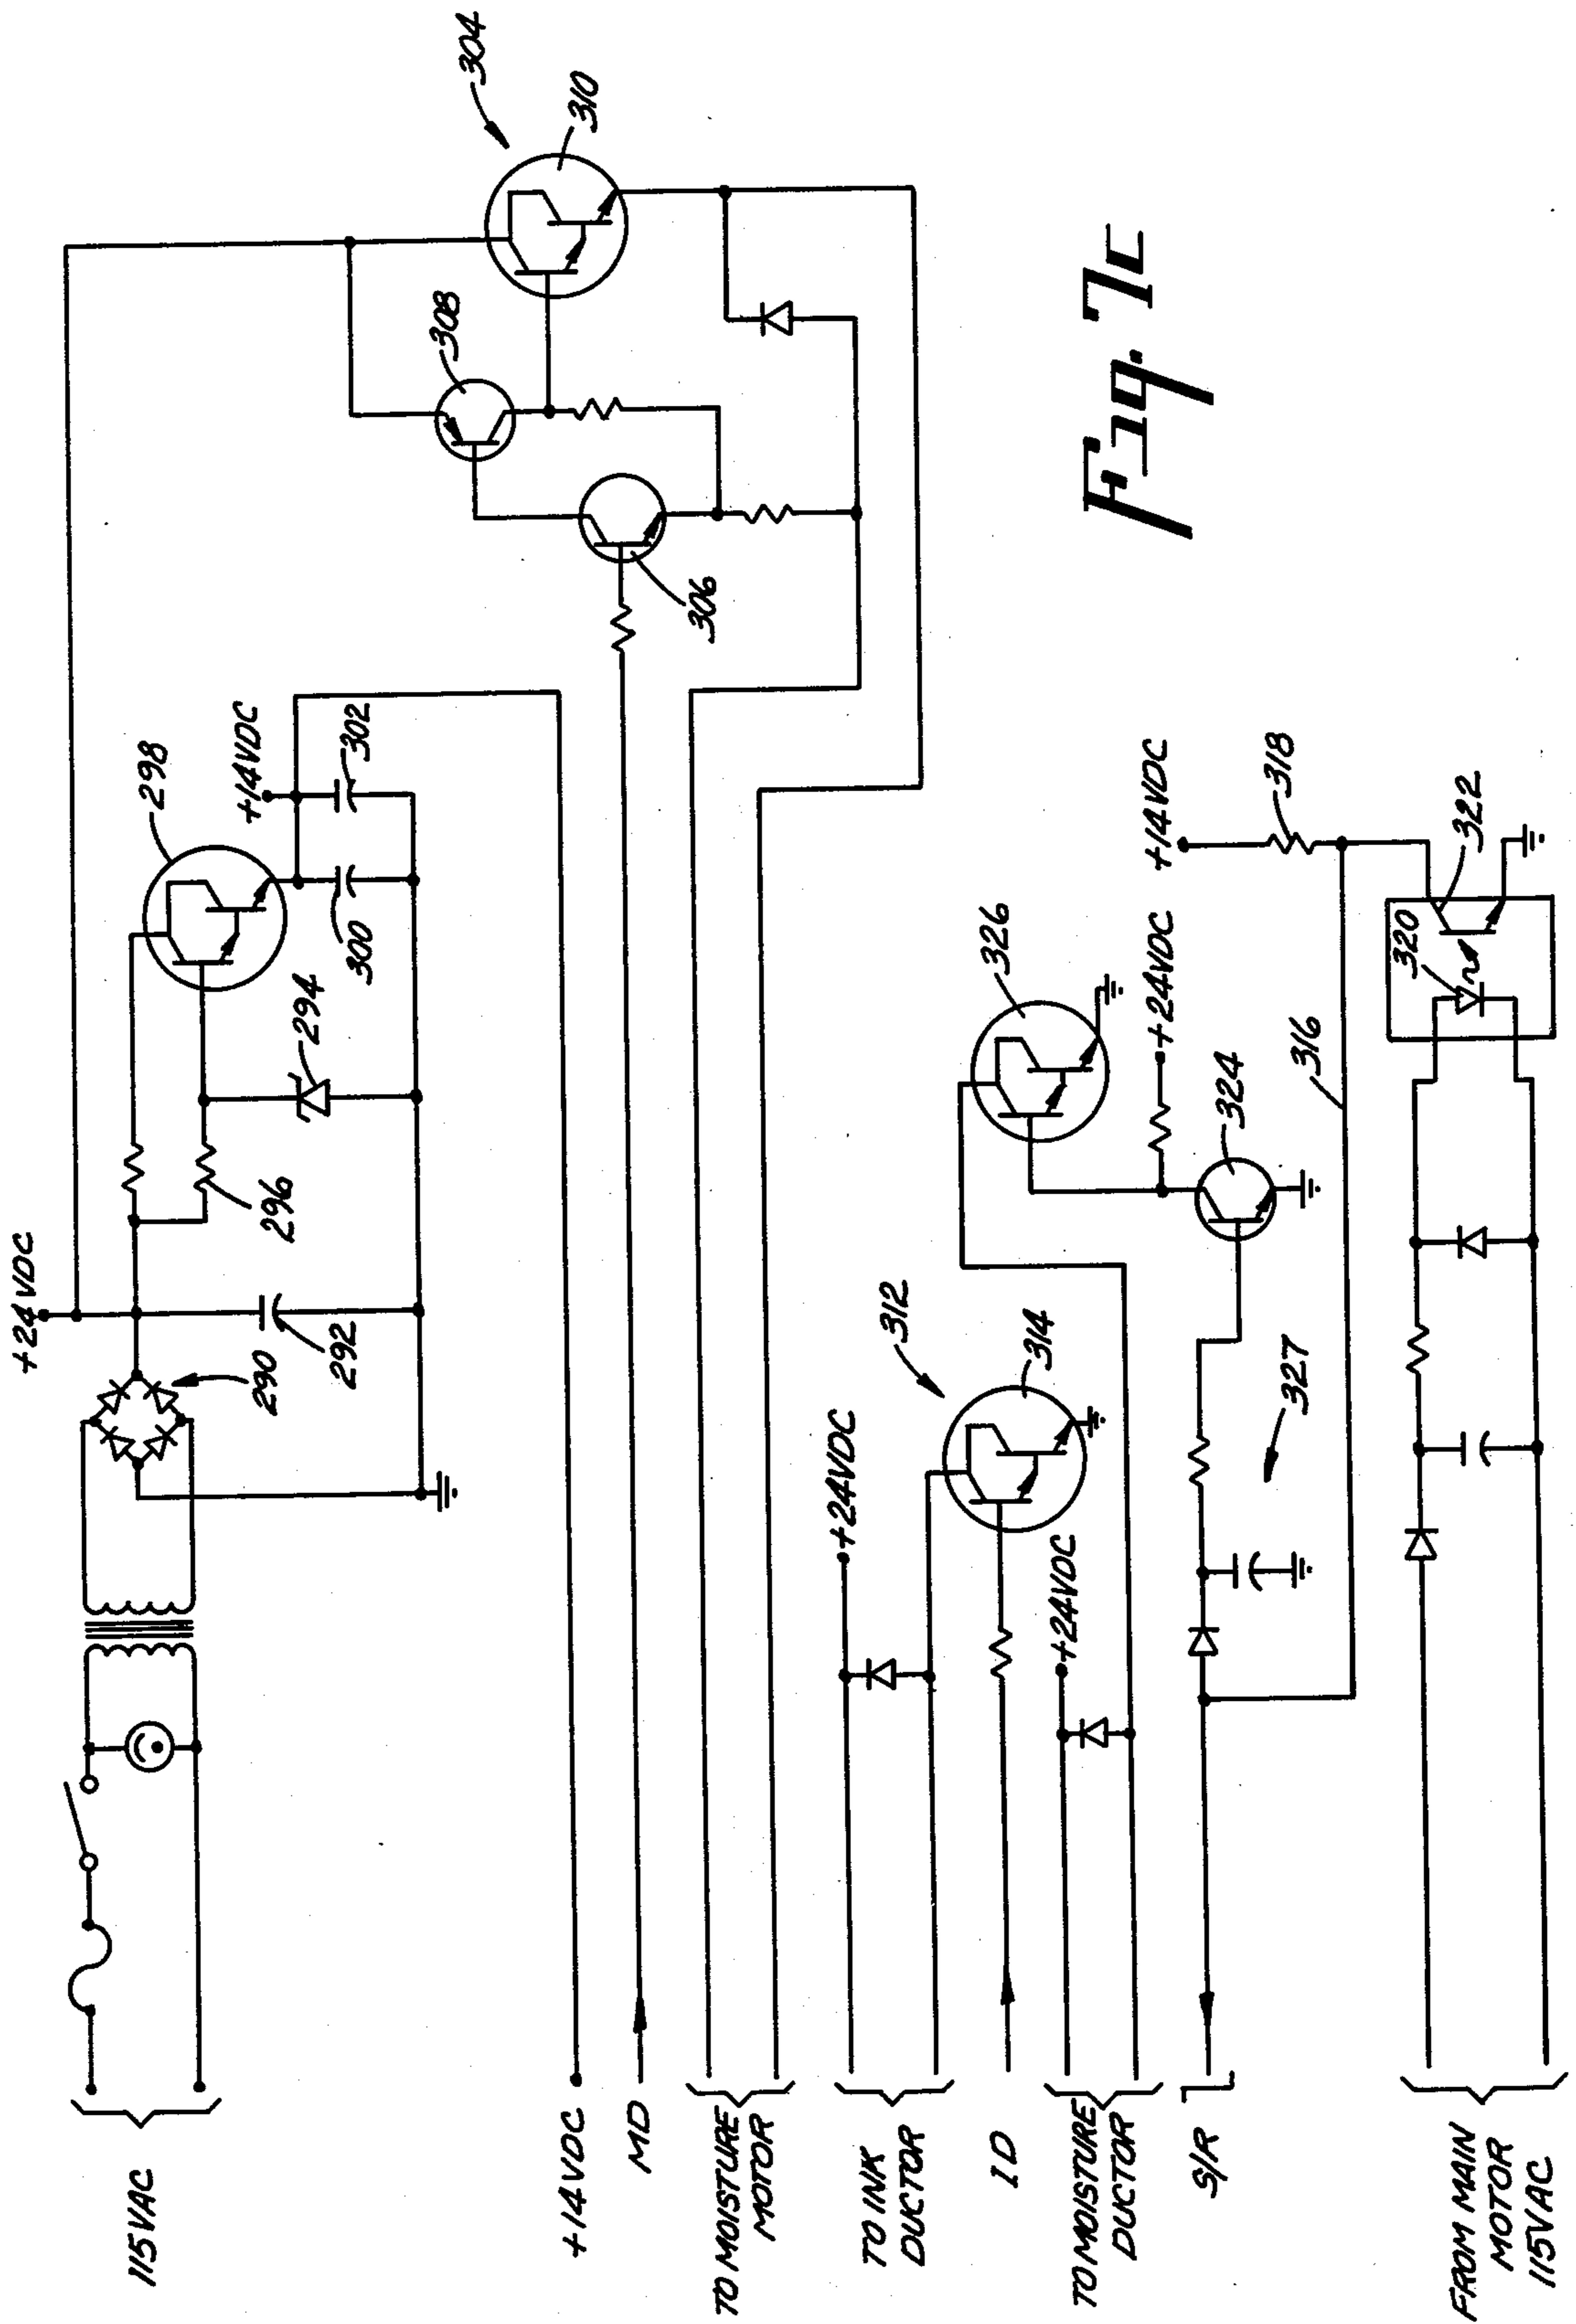 115VAC
+24VDC
290
292
296
294
298
300
302
+14VDC
304
310
308
306
+14VDC
MD
TO MOISTURE
MOTOR
TO INK
DUCTOR
+24VDC
312
314
ID
TO MOISTURE
DUCTOR
+24VDC
326
+24VDC
324
S/R
327
316
+14VDC
318
320
322
FROM MAIN
MOTOR
115VAC
Fig. 7c